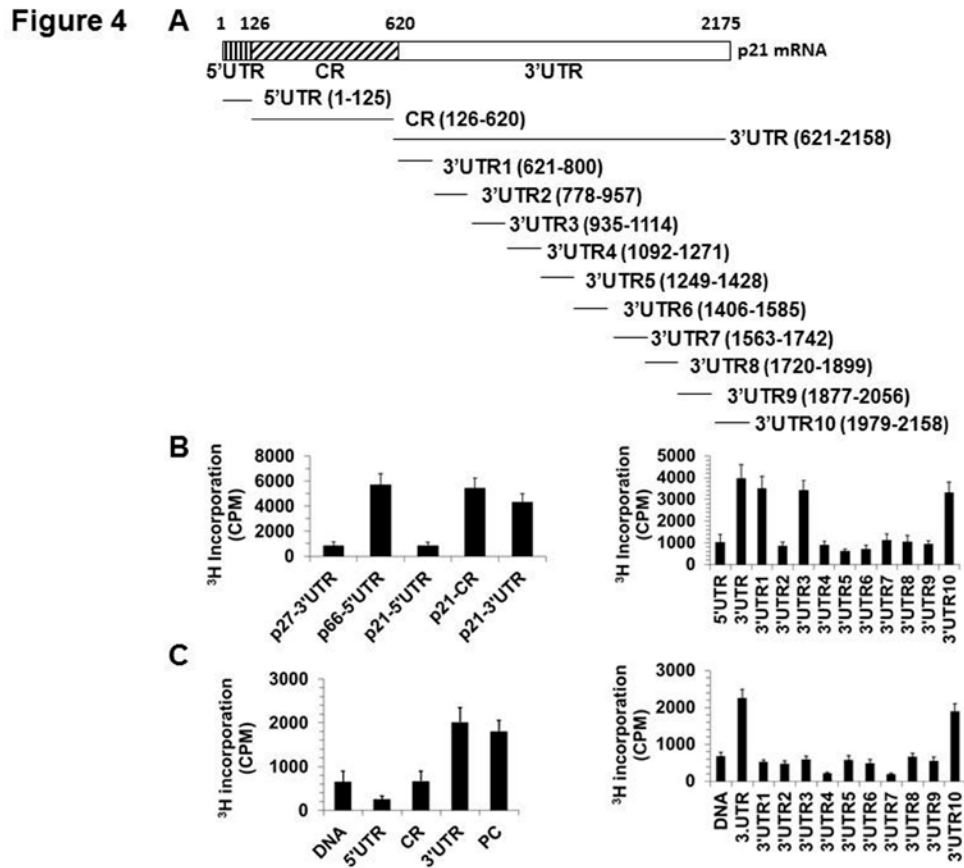 Figure 4
A
1 126 620 2175
p21 mRNA
5'UTR CR 3'UTR
5'UTR (1-125)
CR (126-620)
3'UTR (621-2158)
3'UTR1 (621-800)
3'UTR2 (778-957)
3'UTR3 (935-1114)
3'UTR4 (1092-1271)
3'UTR5 (1249-1428)
3'UTR6 (1406-1585)
3'UTR7 (1563-1742)
3'UTR8 (1720-1899)
3'UTR9 (1877-2056)
3'UTR10 (1979-2158)
B
³H Incorporation
(CPM)
8000
6000
4000
2000
0
p27-3'UTR
p66-5'UTR
p21-5'UTR
p21-CR
p21-3'UTR
³H Incorporation
(CPM)
5000
4000
3000
2000
1000
0
5'UTR
3'UTR
3'UTR1
3'UTR2
3'UTR3
3'UTR4
3'UTR5
3'UTR6
3'UTR7
3'UTR8
3'UTR9
3'UTR10
C
³H incorporation
(CPM)
3000
2000
1000
0
DNA
5'UTR
CR
3'UTR
PC
³H incorporation
(CPM)
3000
2000
1000
0
DNA
3.UTR
3'UTR1
3'UTR2
3'UTR3
3'UTR4
3'UTR5
3'UTR6
3'UTR7
3'UTR8
3'UTR9
3'UTR10